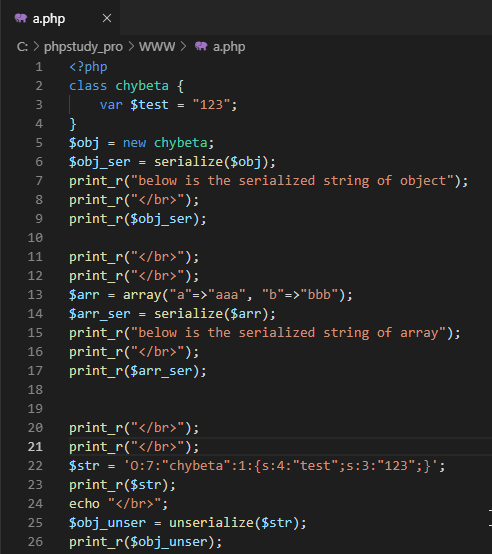 a.php ×
C: > phpstudy_pro > WWW > a.php
1 <?php
2 class chybeta {
3 var $test = "123";
4 }
5 $obj = new chybeta;
6 $obj_ser = serialize($obj);
7 print_r("below is the serialized string of object");
8 print_r("</br>");
9 print_r($obj_ser);
10
11 print_r("</br>");
12 print_r("</br>");
13 $arr = array("a"=>"aaa", "b"=>"bbb");
14 $arr_ser = serialize($arr);
15 print_r("below is the serialized string of array");
16 print_r("</br>");
17 print_r($arr_ser);
18
19
20 print_r("</br>");
21 print_r("</br>");
22 $str = 'O:7:"chybeta":1:{s:4:"test";s:3:"123";}';
23 print_r($str);
24 echo "</br>";
25 $obj_unser = unserialize($str);
26 print_r($obj_unser);